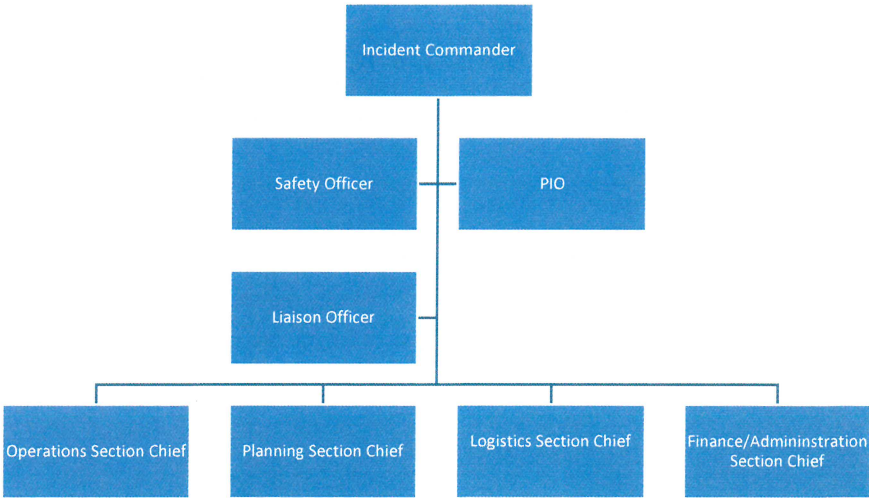 Incident Commander
Safety Officer
PIO
Liaison Officer
Operations Section Chief
Planning Section Chief
Logistics Section Chief
Finance/Admininstration
Section Chief